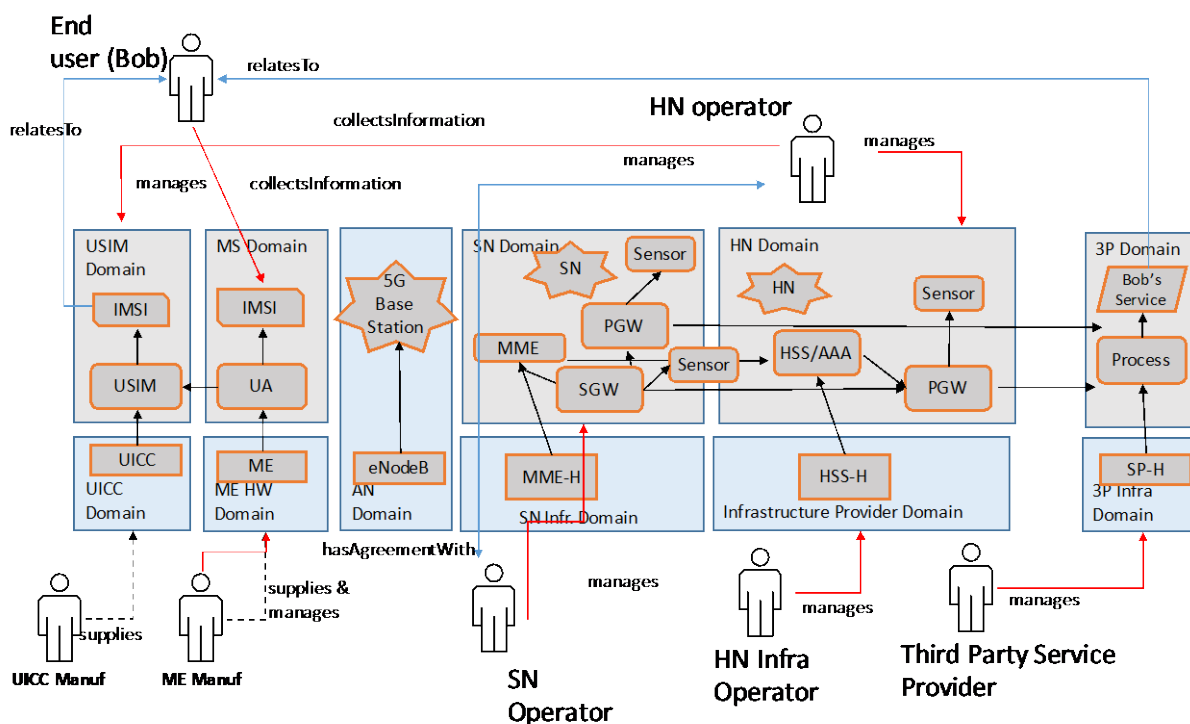 End
user (Bob)
relatesTo
HN operator
collectsInformation
relatesTo
manages
manages
manages
collectsInformation
USIM
Domain
MS Domain
SN Domain
HN Domain
3P Domain
5G
Base
Station
SN
Sensor
HN
Sensor
Bob's
Service
IMSI
IMSI
PGW
MME
Sensor
HSS/AAA
Process
USIM
UA
SGW
PGW
UICC
ME
eNodeB
MME-H
HSS-H
SP-H
UICC
Domain
ME HW
Domain
AN
Domain
SN Infr. Domain
Infrastructure Provider Domain
3P Infra
Domain
hasAgreementWith
supplies &
manages
manages
supplies
manages
manages
UICC Manuf
ME Manuf
SN
Operator
HN Infra
Operator
Third Party Service
Provider